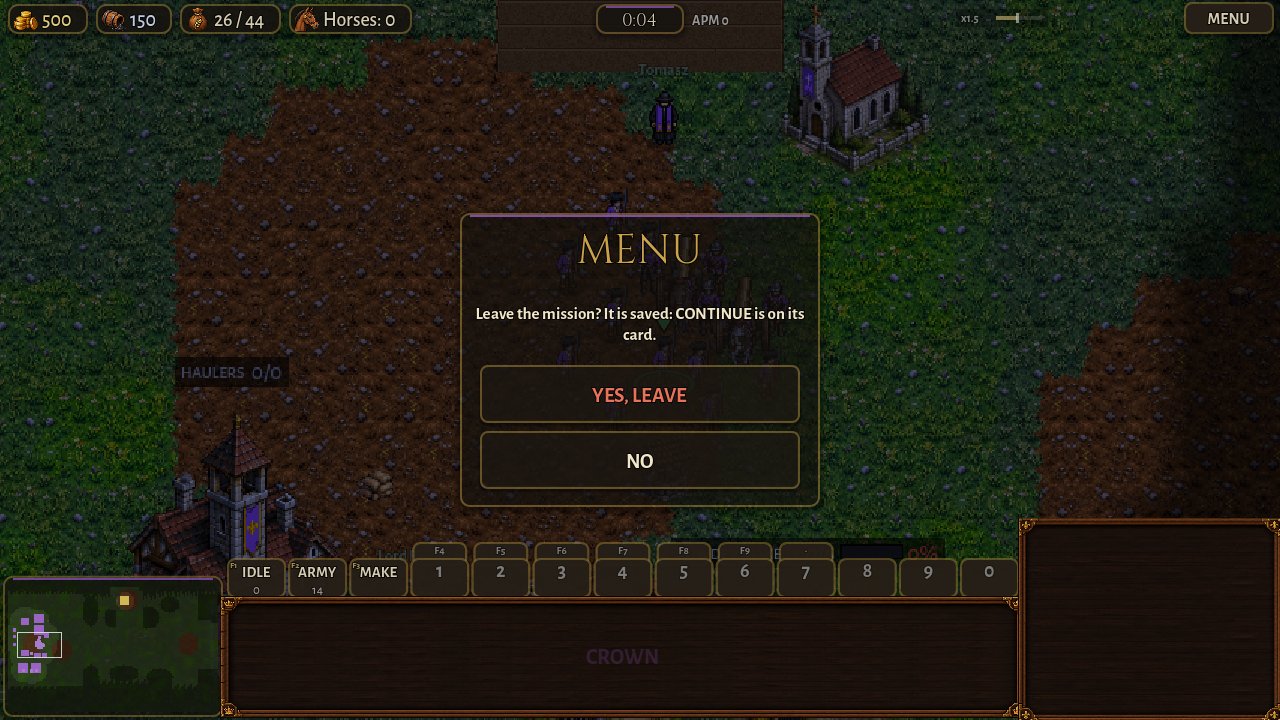 500
150
26 / 44
Horses: 0
0:04
APM 0
x1.5
MENU
Tomasz
MENU
Leave the mission? It is saved: CONTINUE is on its
card.
HAULERS 0/0
YES, LEAVE
NO
Lord
0%
F1 IDLE 0
F2 ARMY 14
F3 MAKE
F4 1
F5 2
F6 3
F7 4
F8 5
F9 6
7
8
9
0
CROWN